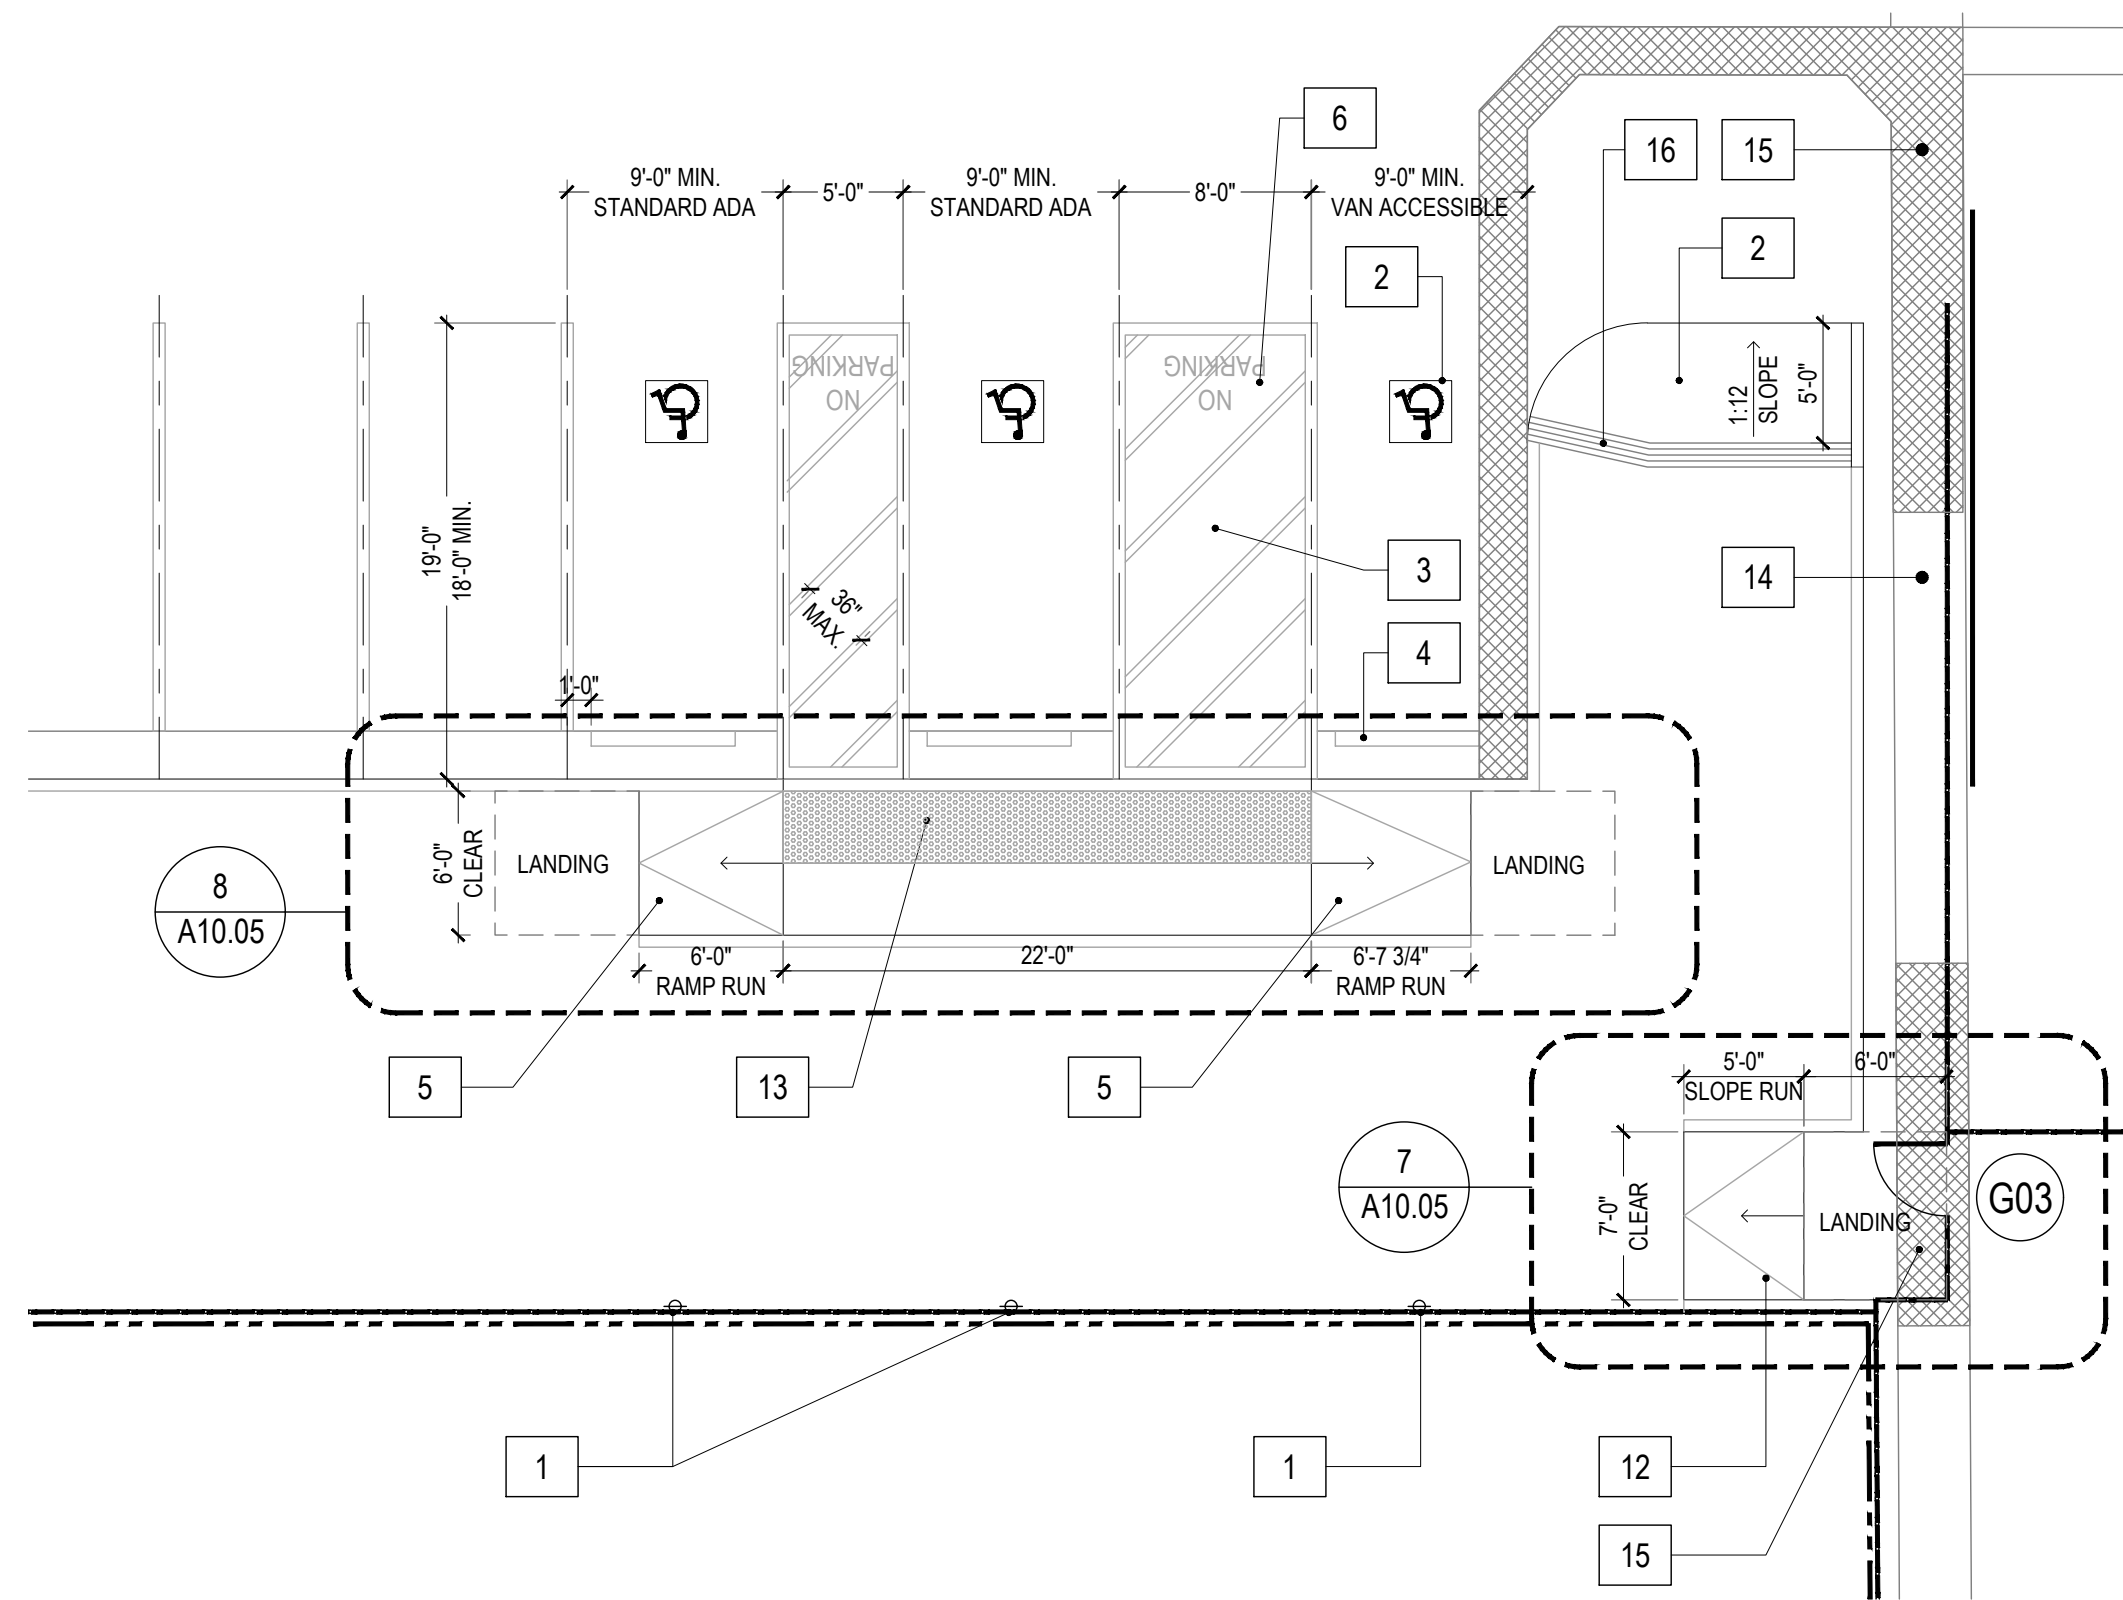 6
16
15
9'-0" MIN.
STANDARD ADA
5'-0"
9'-0" MIN.
STANDARD ADA
8'-0"
9'-0" MIN.
VAN ACCESSIBLE
2
2
NO
PARKING
NO
PARKING
1:12
SLOPE
5'-0"
19'-0"
18'-0" MIN.
3
14
36"
MAX.
4
1'-0"
6'-0"
CLEAR
LANDING
LANDING
8
A10.05
6'-0"
RAMP RUN
22'-0"
6'-7 3/4"
RAMP RUN
5
13
5
5'-0"
SLOPE RUN
6'-0"
7
A10.05
7'-0"
CLEAR
LANDING
G03
1
1
12
15